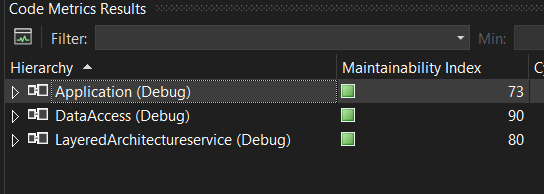 Code Metrics Results
Filter: Min:
Hierarchy Maintainability Index
Application (Debug) 73
DataAccess (Debug) 90
LayeredArchitectureservice (Debug) 80